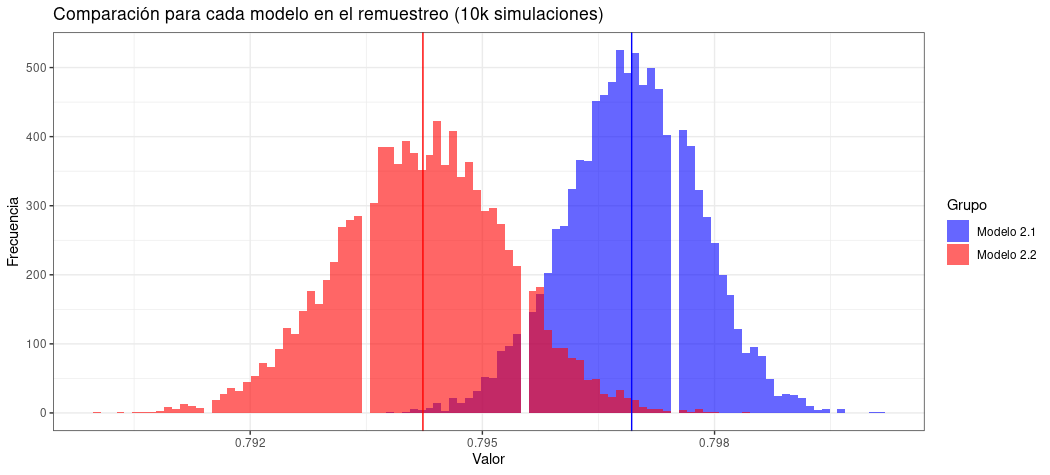 Comparación para cada modelo en el remuestreo (10k simulaciones)
Frecuencia
500
400
300
200
100
0
0.792
0.795
0.798
Valor
Grupo
Modelo 2.1
Modelo 2.2